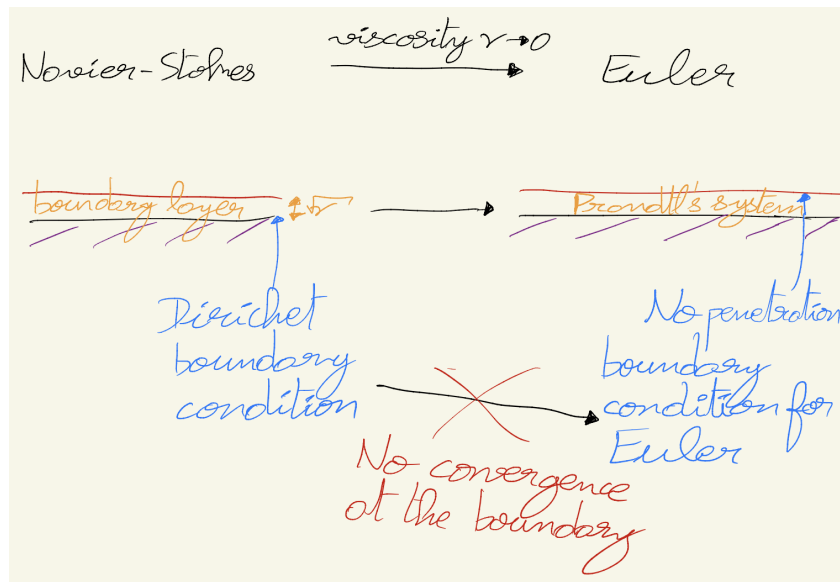 viscosity ν→0
Navier-Stokes
Euler
boundary layer
√ν
Prandtl's system
Dirichet
boundary
condition
No penetration
boundary
condition for
Euler
No convergence
at the boundary